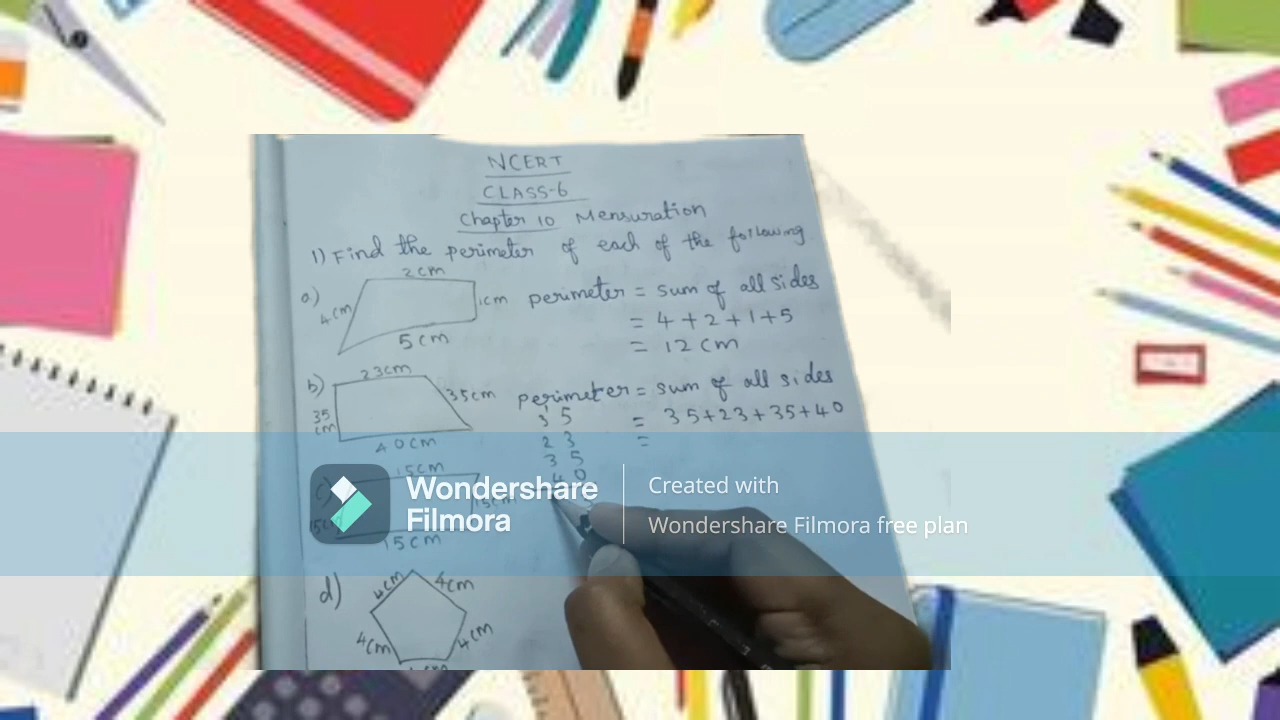 NCERT
CLASS-6
Chapter 10 Mensuration
1) Find the perimeter of each of the following
a)
2cm
4cm
1cm
5cm
perimeter = sum of all sides
= 4+2+1+5
= 12cm
b)
23cm
35
cm
35cm
40cm
perimeter = sum of all sides
= 35+23+35+40
=
35
23
35
40
c)
15cm
15cm
15cm
15cm
Wondershare
Filmora
Created with
Wondershare Filmora free plan
d)
4cm
4cm
4cm
4cm